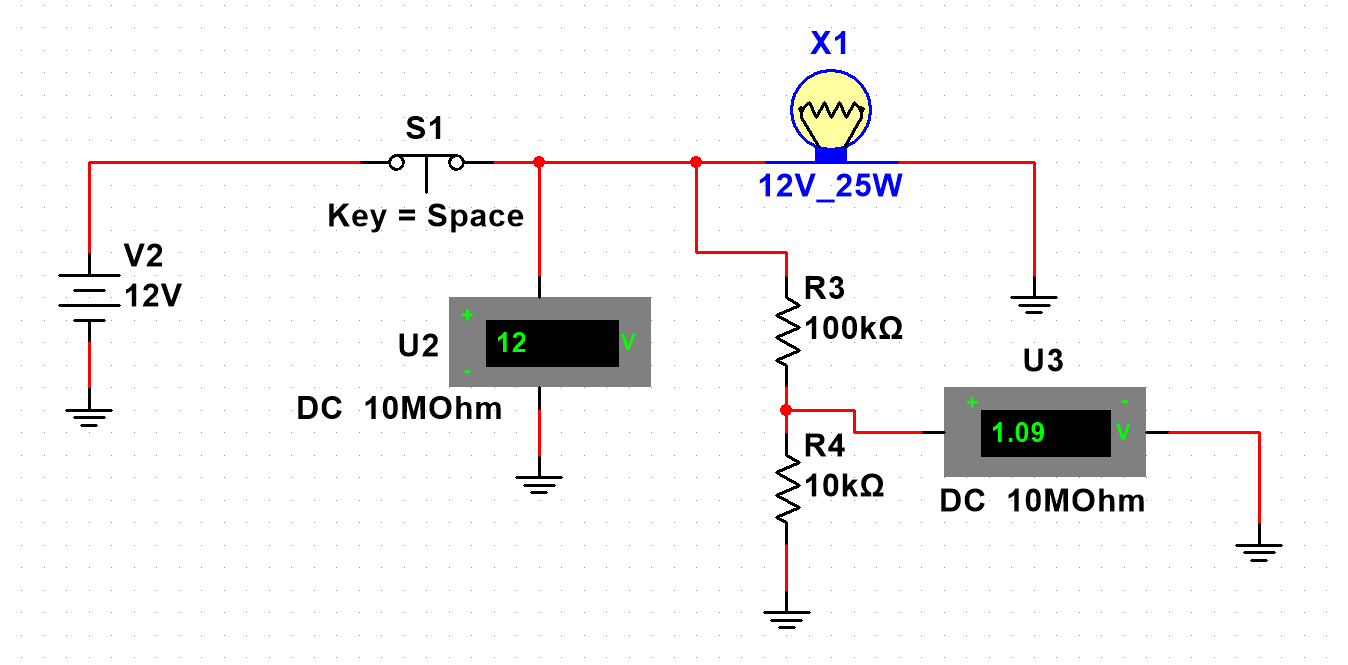 X1
12V_25W
S1
Key = Space
V2
12V
+
12
V
-
U2
DC 10MOhm
R3
100kΩ
U3
+
-
1.09
V
DC 10MOhm
R4
10kΩ